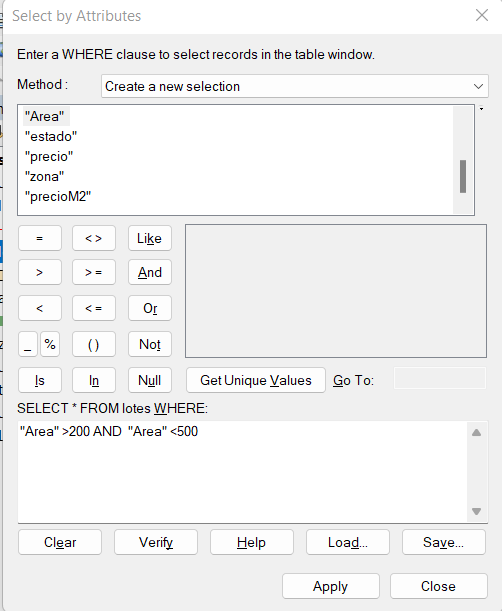 Select by Attributes
Enter a WHERE clause to select records in the table window.
Method : Create a new selection
"Area"
"estado"
"precio"
"zona"
"precioM2"
= < > Like
> > = And
< < = Or
_ % ( ) Not
Is In Null Get Unique Values Go To:
SELECT * FROM lotes WHERE:
"Area" >200 AND "Area" <500
Clear Verify Help Load... Save...
Apply Close